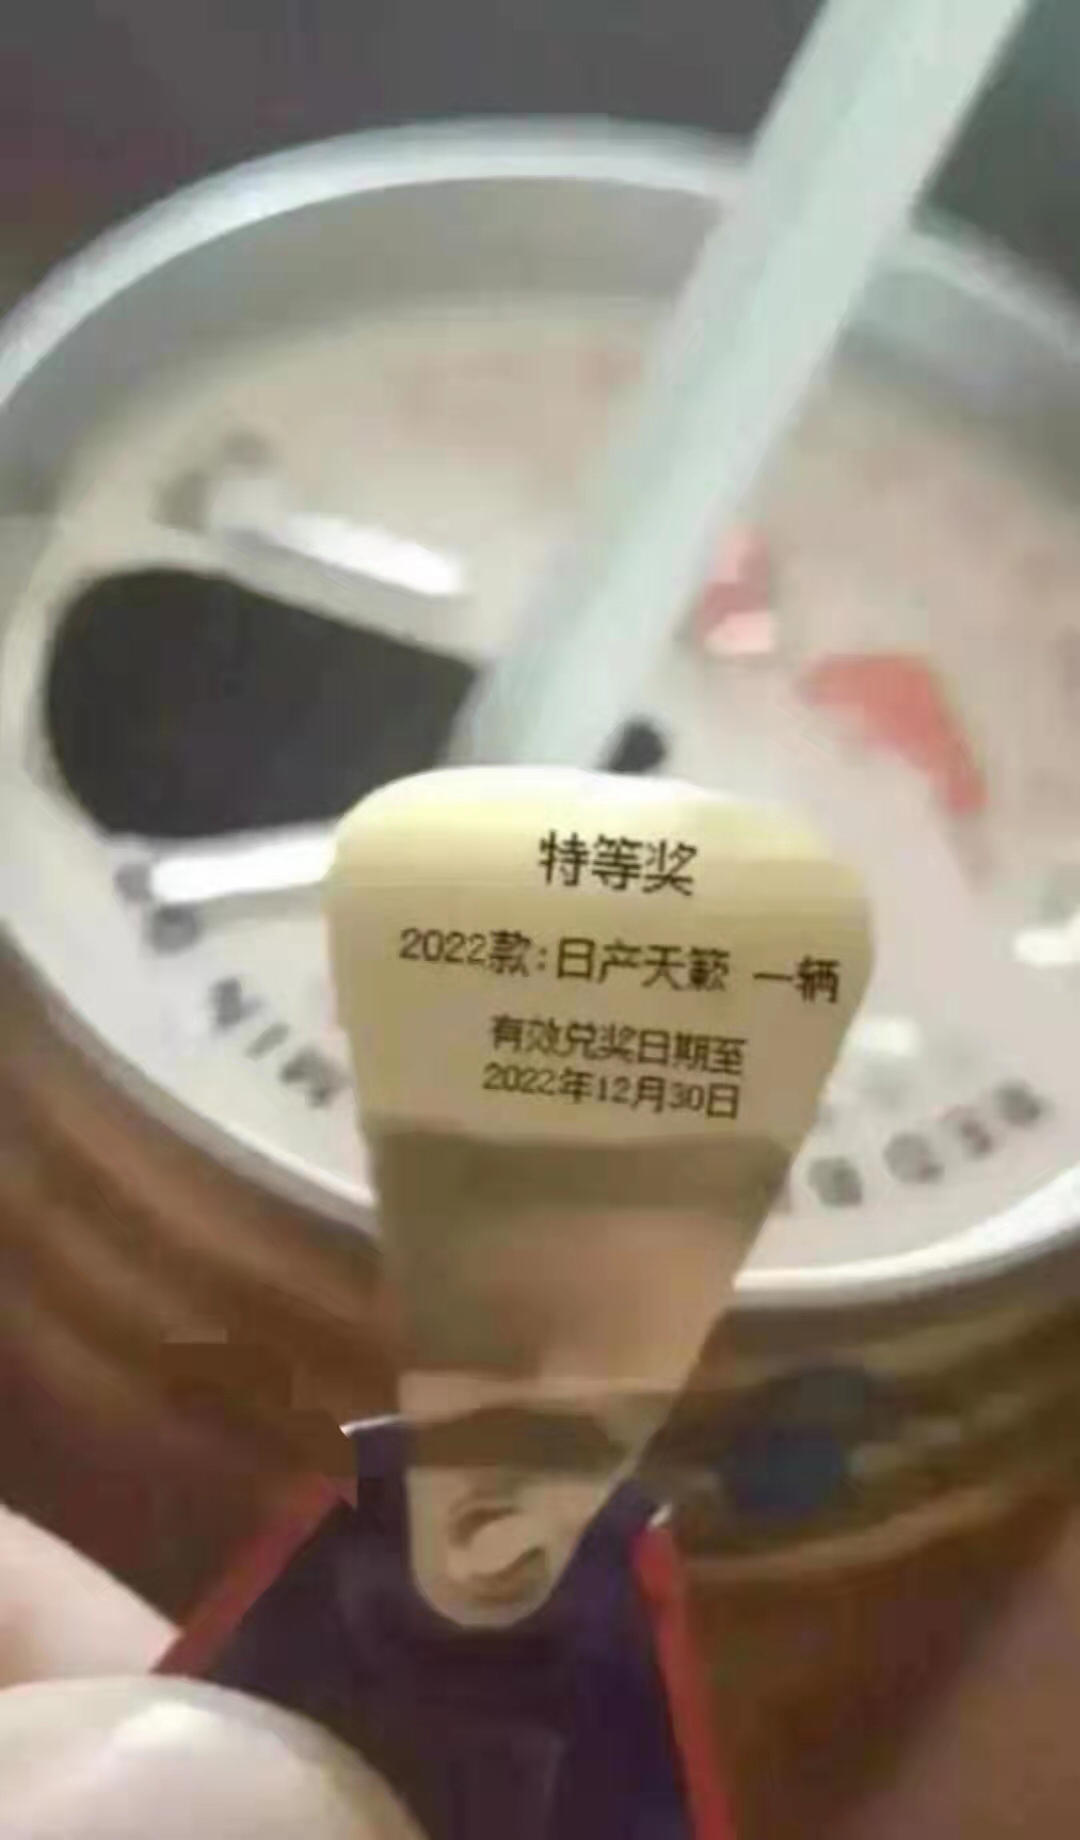 特等奖
2022款:日产天籁 一辆
有效兑奖日期至
2022年12月30日